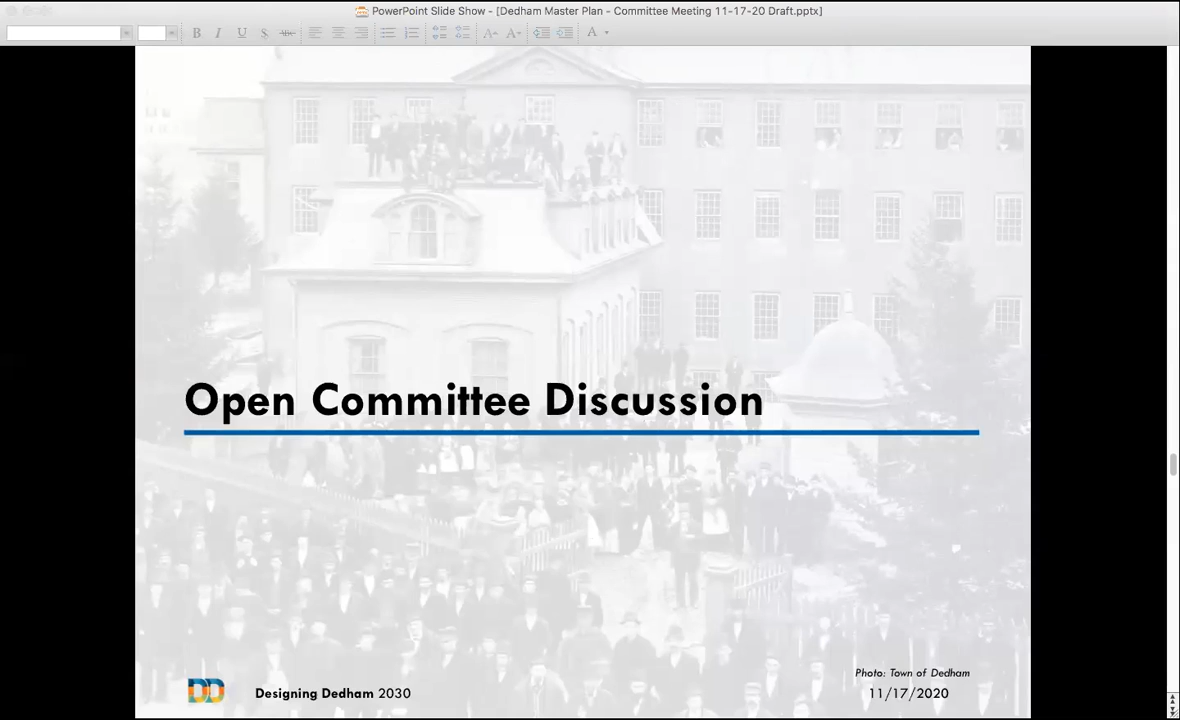 PowerPoint Slide Show - [Dedham Master Plan - Committee Meeting 11-17-20 Draft.pptx]
B I U S ABC A A A
Open Committee Discussion
Photo: Town of Dedham
DD Designing Dedham 2030 11/17/2020